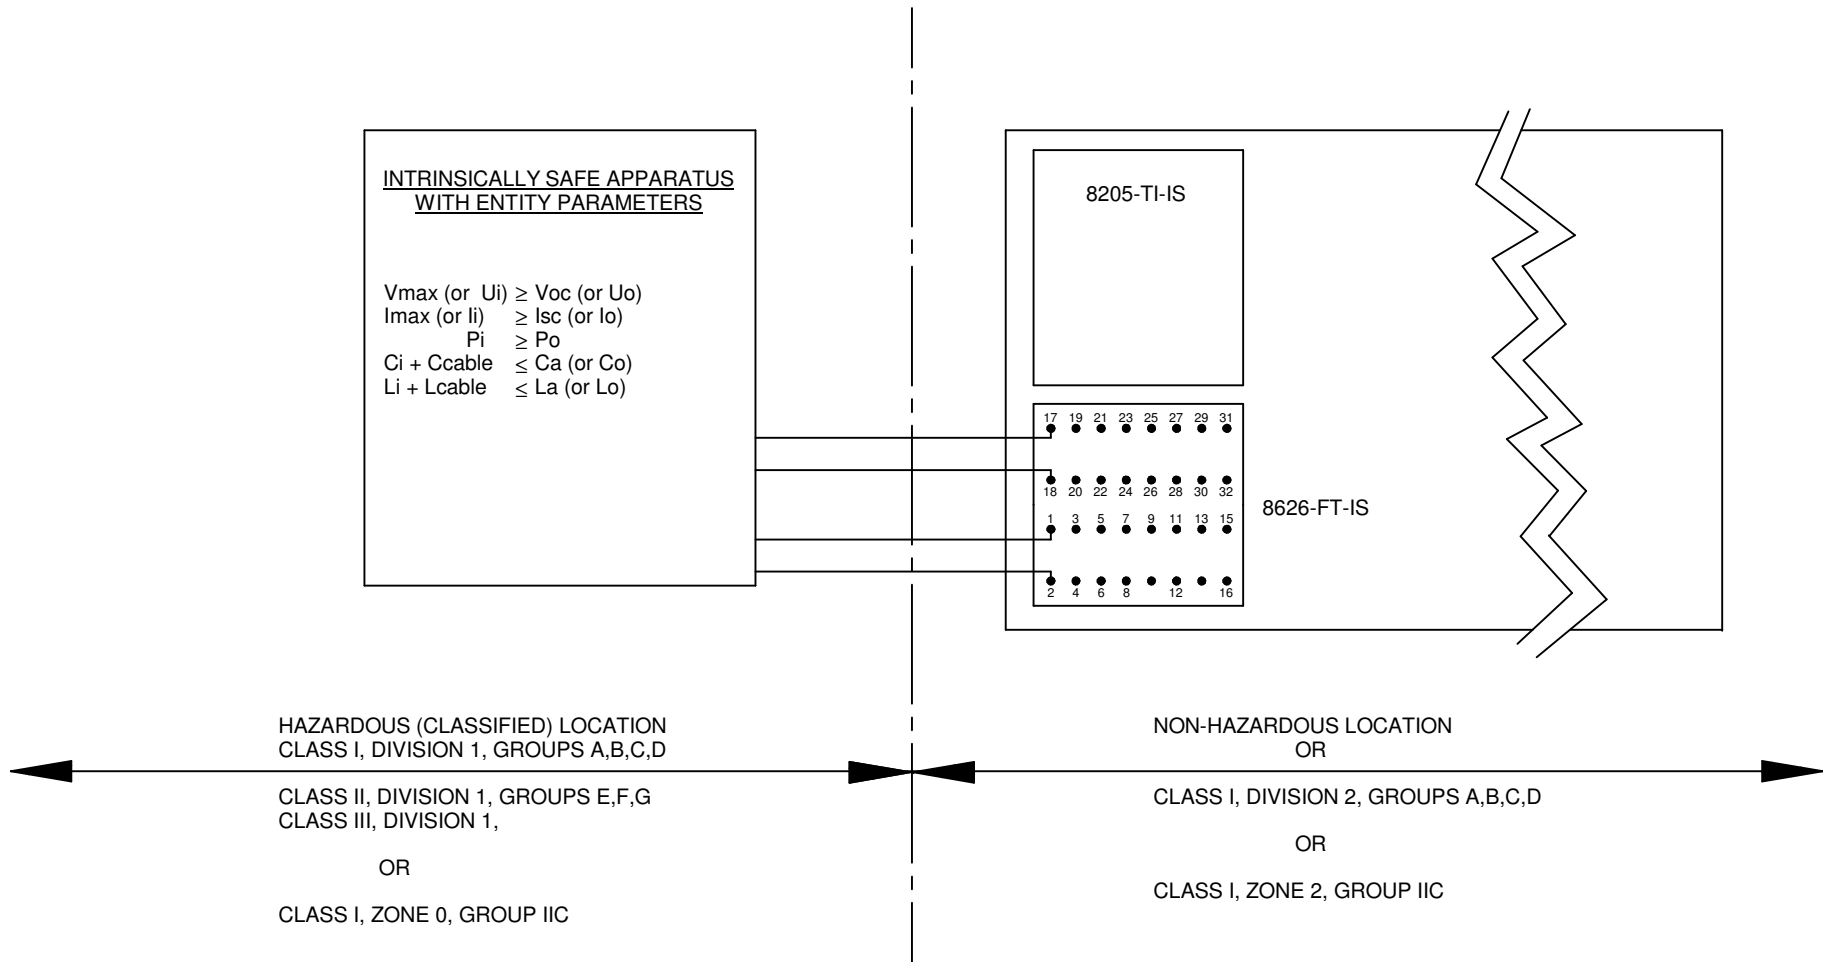 INTRINSICALLY SAFE APPARATUS
WITH ENTITY PARAMETERS
Vmax (or Ui) ≥ Voc (or Uo)
Imax (or Ii) ≥ Isc (or Io)
Pi ≥ Po
Ci + Ccable ≤ Ca (or Co)
Li + Lcable ≤ La (or Lo)
8205-TI-IS
17 19 21 23 25 27 29 31
18 20 22 24 26 28 30 32
8626-FT-IS
1 3 5 7 9 11 13 15
2 4 6 8 12 16
HAZARDOUS (CLASSIFIED) LOCATION
CLASS I, DIVISION 1, GROUPS A,B,C,D
CLASS II, DIVISION 1, GROUPS E,F,G
CLASS III, DIVISION 1,
OR
CLASS I, ZONE 0, GROUP IIC
NON-HAZARDOUS LOCATION
OR
CLASS I, DIVISION 2, GROUPS A,B,C,D
OR
CLASS I, ZONE 2, GROUP IIC